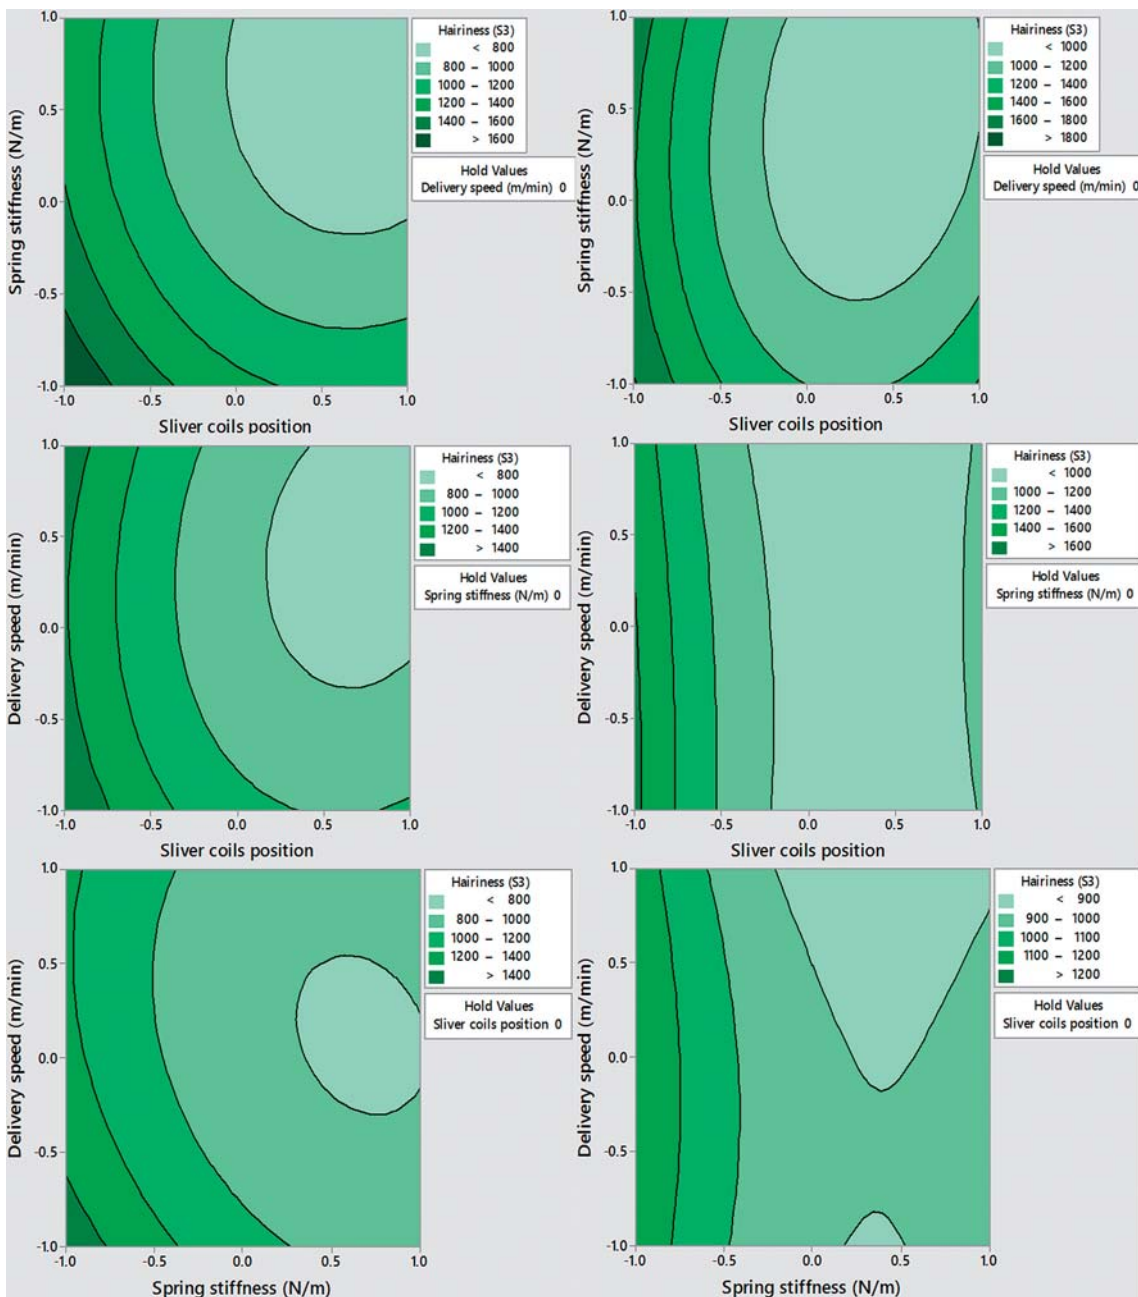 Hairiness (S3)
< 800
800 – 1000
1000 – 1200
1200 – 1400
1400 – 1600
> 1600
Hold Values
Delivery speed (m/min) 0
Spring stiffness (N/m)
1.0
0.5
0.0
-0.5
-1.0
-1.0 -0.5 0.0 0.5 1.0
Sliver coils position
Hairiness (S3)
< 1000
1000 – 1200
1200 – 1400
1400 – 1600
1600 – 1800
> 1800
Hold Values
Delivery speed (m/min) 0
Spring stiffness (N/m)
1.0
0.5
0.0
-0.5
-1.0
-1.0 -0.5 0.0 0.5 1.0
Sliver coils position
Hairiness (S3)
< 800
800 – 1000
1000 – 1200
1200 – 1400
> 1400
Hold Values
Spring stiffness (N/m) 0
Delivery speed (m/min)
1.0
0.5
0.0
-0.5
-1.0
-1.0 -0.5 0.0 0.5 1.0
Sliver coils position
Hairiness (S3)
< 1000
1000 – 1200
1200 – 1400
1400 – 1600
> 1600
Hold Values
Spring stiffness (N/m) 0
Delivery speed (m/min)
1.0
0.5
0.0
-0.5
-1.0
-1.0 -0.5 0.0 0.5 1.0
Sliver coils position
Hairiness (S3)
< 800
800 – 1000
1000 – 1200
1200 – 1400
> 1400
Hold Values
Sliver coils position 0
Delivery speed (m/min)
1.0
0.5
0.0
-0.5
-1.0
-1.0 -0.5 0.0 0.5 1.0
Spring stiffness (N/m)
Hairiness (S3)
< 900
900 – 1000
1000 – 1100
1100 – 1200
> 1200
Hold Values
Sliver coils position 0
Delivery speed (m/min)
1.0
0.5
0.0
-0.5
-1.0
-1.0 -0.5 0.0 0.5 1.0
Spring stiffness (N/m)